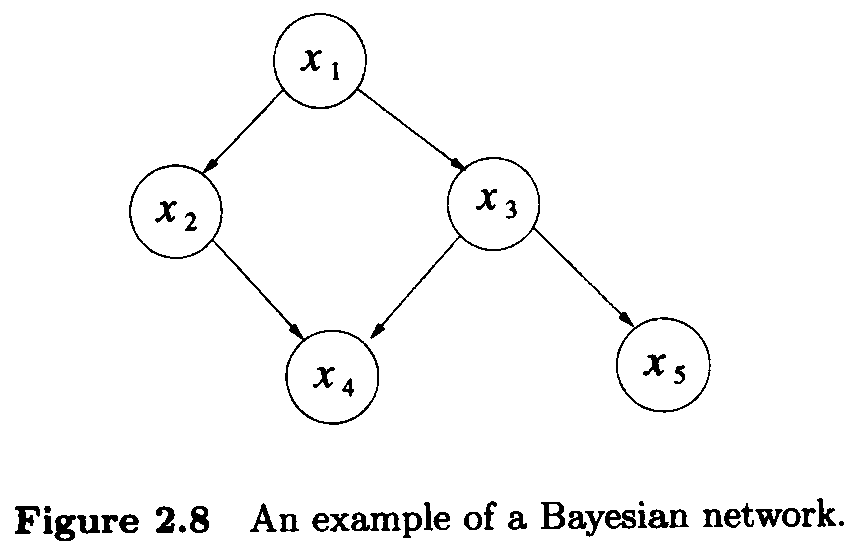 x₁
x₂
x₃
x₄
x₅
Figure 2.8 An example of a Bayesian network.